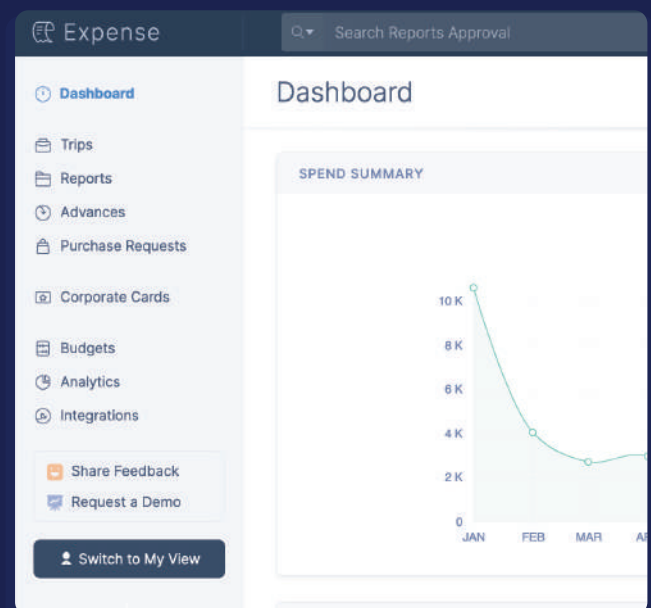 Expense
Search Reports Approval
Dashboard
Trips
Reports
Advances
Purchase Requests
Corporate Cards
Budgets
Analytics
Integrations
Share Feedback
Request a Demo
Switch to My View
Dashboard
SPEND SUMMARY
10 K
8 K
6 K
4 K
2 K
0
JAN FEB MAR